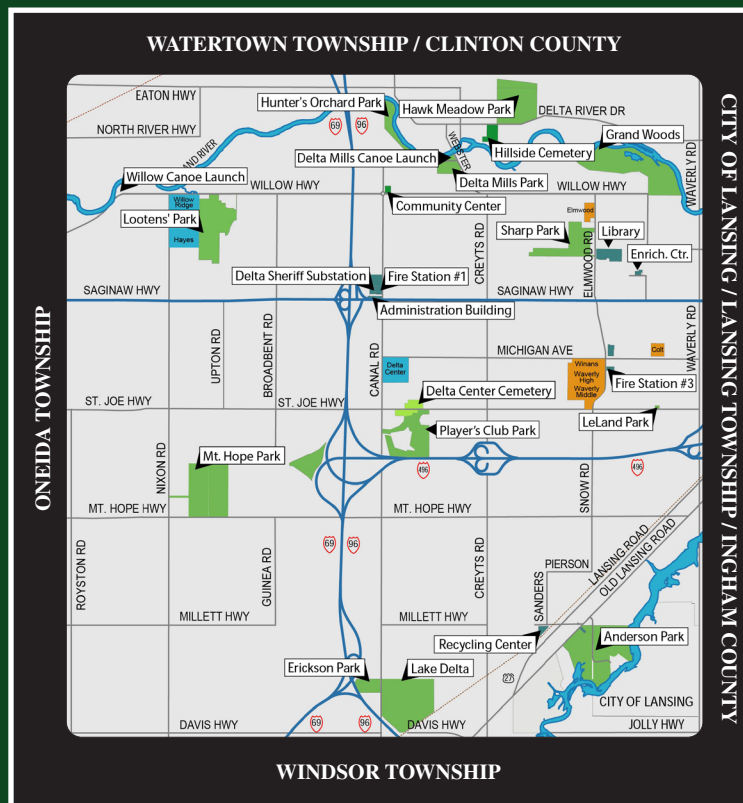 WATERTOWN TOWNSHIP / CLINTON COUNTY
EATON HWY
Hunter's Orchard Park
Hawk Meadow Park
DELTA RIVER DR
NORTH RIVER HWY
69
96
WEBSTER
Grand Woods
Hillside Cemetery
Delta Mills Canoe Launch
WAVERLY RD
AND RIVER
Willow Canoe Launch
Delta Mills Park
WILLOW HWY
WILLOW HWY
Willow
Ridge
Community Center
Elmwood
Lootens' Park
Sharp Park
Library
Hayes
CREYTS RD
ELMWOOD RD
Enrich. Ctr.
Delta Sheriff Substation
Fire Station #1
SAGINAW HWY
SAGINAW HWY
Administration Building
WAVERLY RD
UPTON RD
BROADBENT RD
CANAL RD
MICHIGAN AVE
Colt
Delta
Center
Winans
Waverly
High
Waverly
Middle
Fire Station #3
Delta Center Cemetery
ST. JOE HWY
ST. JOE HWY
LeLand Park
Player's Club Park
NIXON RD
Mt. Hope Park
496
496
SNOW RD
MT. HOPE HWY
MT. HOPE HWY
69
96
LANSING ROAD
OLD LANSING ROAD
ROYSTON RD
GUINEA RD
CREYTS RD
PIERSON
SANDERS
MILLETT HWY
MILLETT HWY
Recycling Center
Anderson Park
Erickson Park
Lake Delta
27
CITY OF LANSING
DAVIS HWY
69
96
DAVIS HWY
JOLLY HWY
ONEIDA TOWNSHIP
CITY OF LANSING / LANSING TOWNSHIP / INGHAM COUNTY
WINDSOR TOWNSHIP